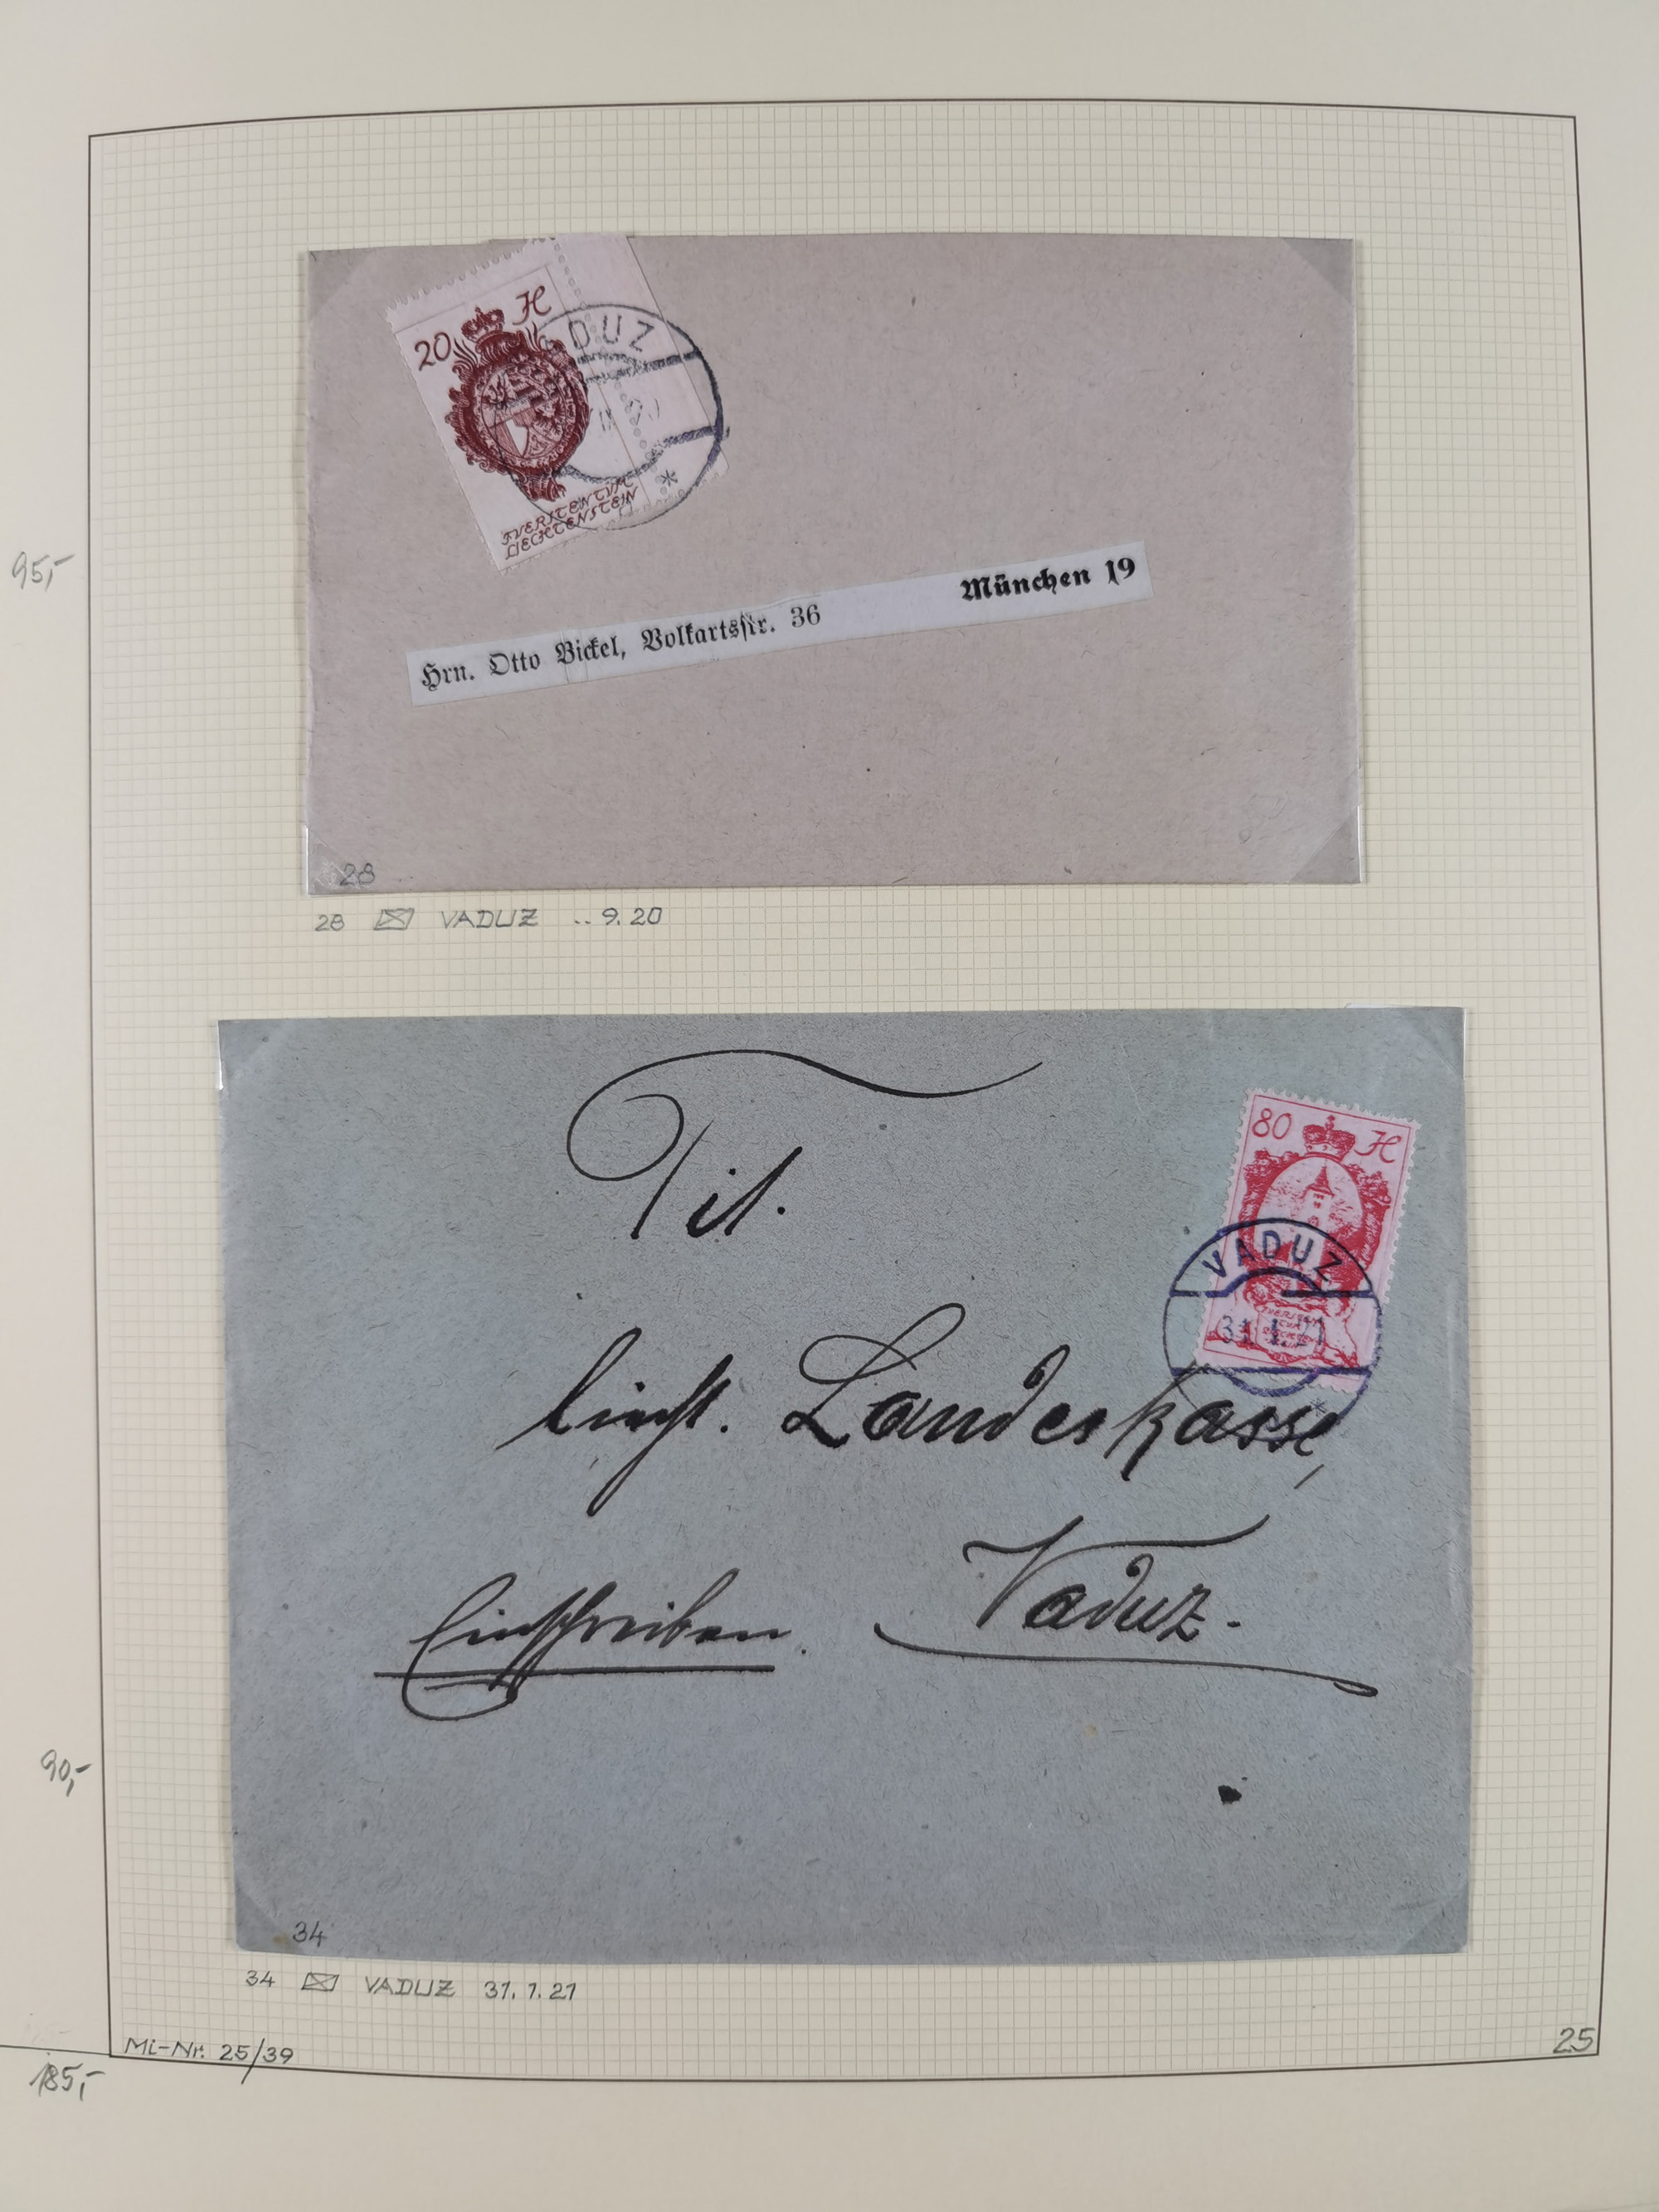 20 H
DUZ
FVERSTENTVM
LIECHTENSTEIN
95,-
Hrn. Otto Bickel, Volkartsstr. 36 München 19
28
28 VADUZ .. 9. 20
80 H
VADUZ
31. 1. 21
Tit.
liecht. Landeskasse,
Vaduz.
Einschreiben.
90,-
34
34 VADUZ 31. 1. 21
Mi-Nr. 25/39
25
185,-